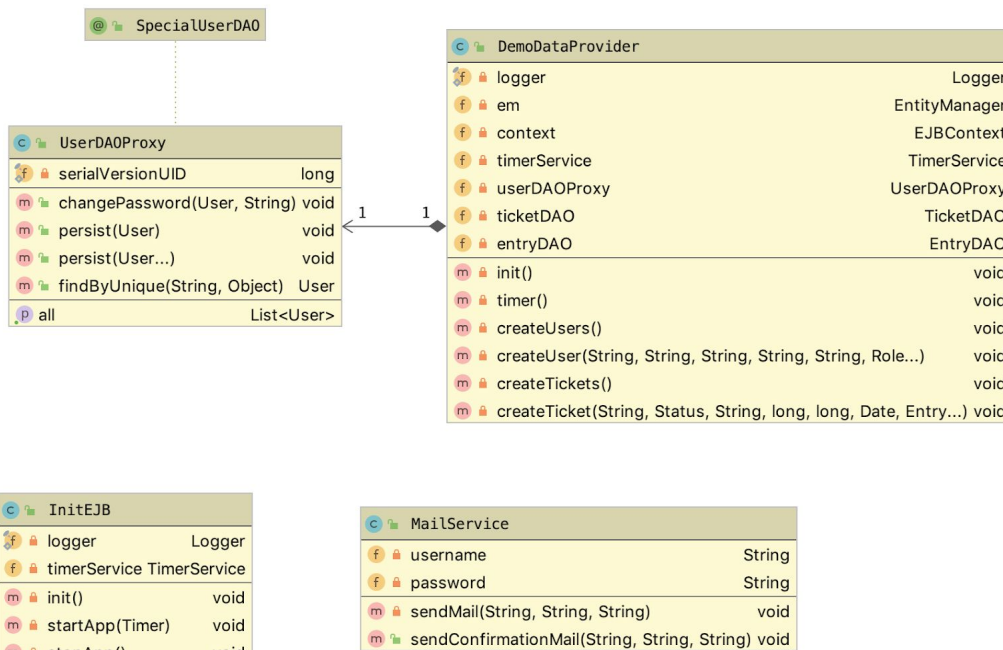 SpecialUserDAO
UserDAOProxy
serialVersionUID long
changePassword(User, String) void
persist(User) void
persist(User...) void
findByUnique(String, Object) User
all List<User>
1 1
DemoDataProvider
logger Logger
em EntityManager
context EJBContext
timerService TimerService
userDAOProxy UserDAOProxy
ticketDAO TicketDAO
entryDAO EntryDAO
init() void
timer() void
createUsers() void
createUser(String, String, String, String, String, Role...) void
createTickets() void
createTicket(String, Status, String, long, long, Date, Entry...) void
InitEJB
logger Logger
timerService TimerService
init() void
startApp(Timer) void
MailService
username String
password String
sendMail(String, String, String) void
sendConfirmationMail(String, String, String) void